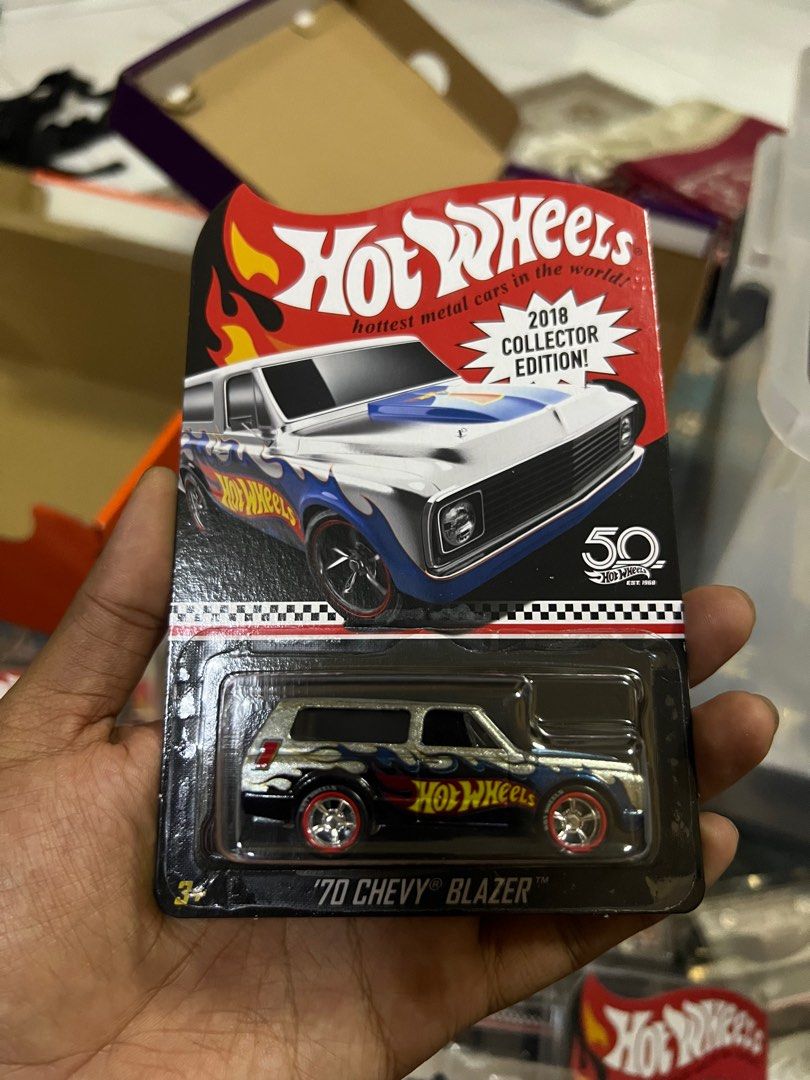 Hot Wheels®
hottest metal cars in the world!
2018
COLLECTOR
EDITION!
Hot Wheels
50
Hot Wheels
EST. 1968
Hot Wheels
3+
'70 CHEVY® BLAZER™
Hot Wheels